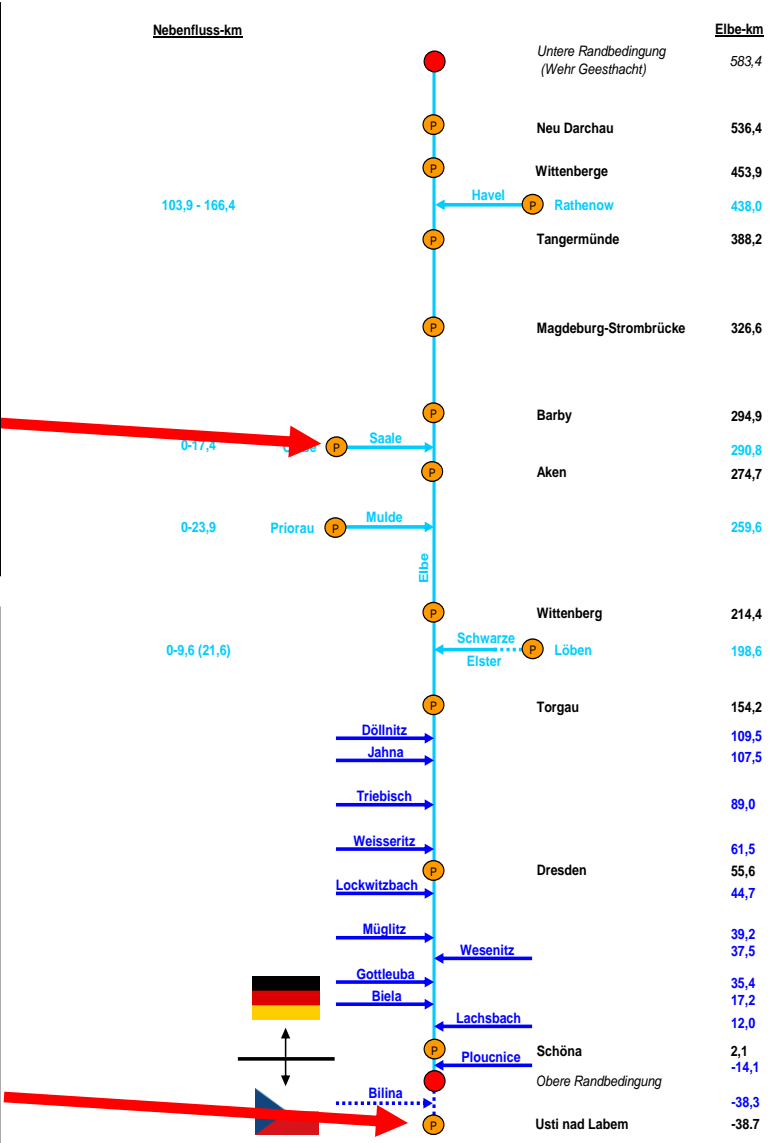 Nebenfluss-km Elbe-km
Untere Randbedingung 583,4
(Wehr Geesthacht)
P Neu Darchau 536,4
P Wittenberge 453,9
103,9 - 166,4 Havel P Rathenow 438,0
P Tangermünde 388,2
P Magdeburg-Strombrücke 326,6
P Barby 294,9
0-17,4 P Saale 290,8
P Aken 274,7
0-23,9 Priorau P Mulde 259,6
Elbe
P Wittenberg 214,4
0-9,6 (21,6) Schwarze Elster P Löben 198,6
P Torgau 154,2
Döllnitz 109,5
Jahna 107,5
Triebisch 89,0
Weisseritz 61,5
P Dresden 55,6
Lockwitzbach 44,7
Müglitz 39,2
Wesenitz 37,5
Gottleuba 35,4
Biela 17,2
Lachsbach 12,0
P Schöna 2,1
Ploucnice -14,1
Obere Randbedingung
Bilina -38,3
P Usti nad Labem -38.7